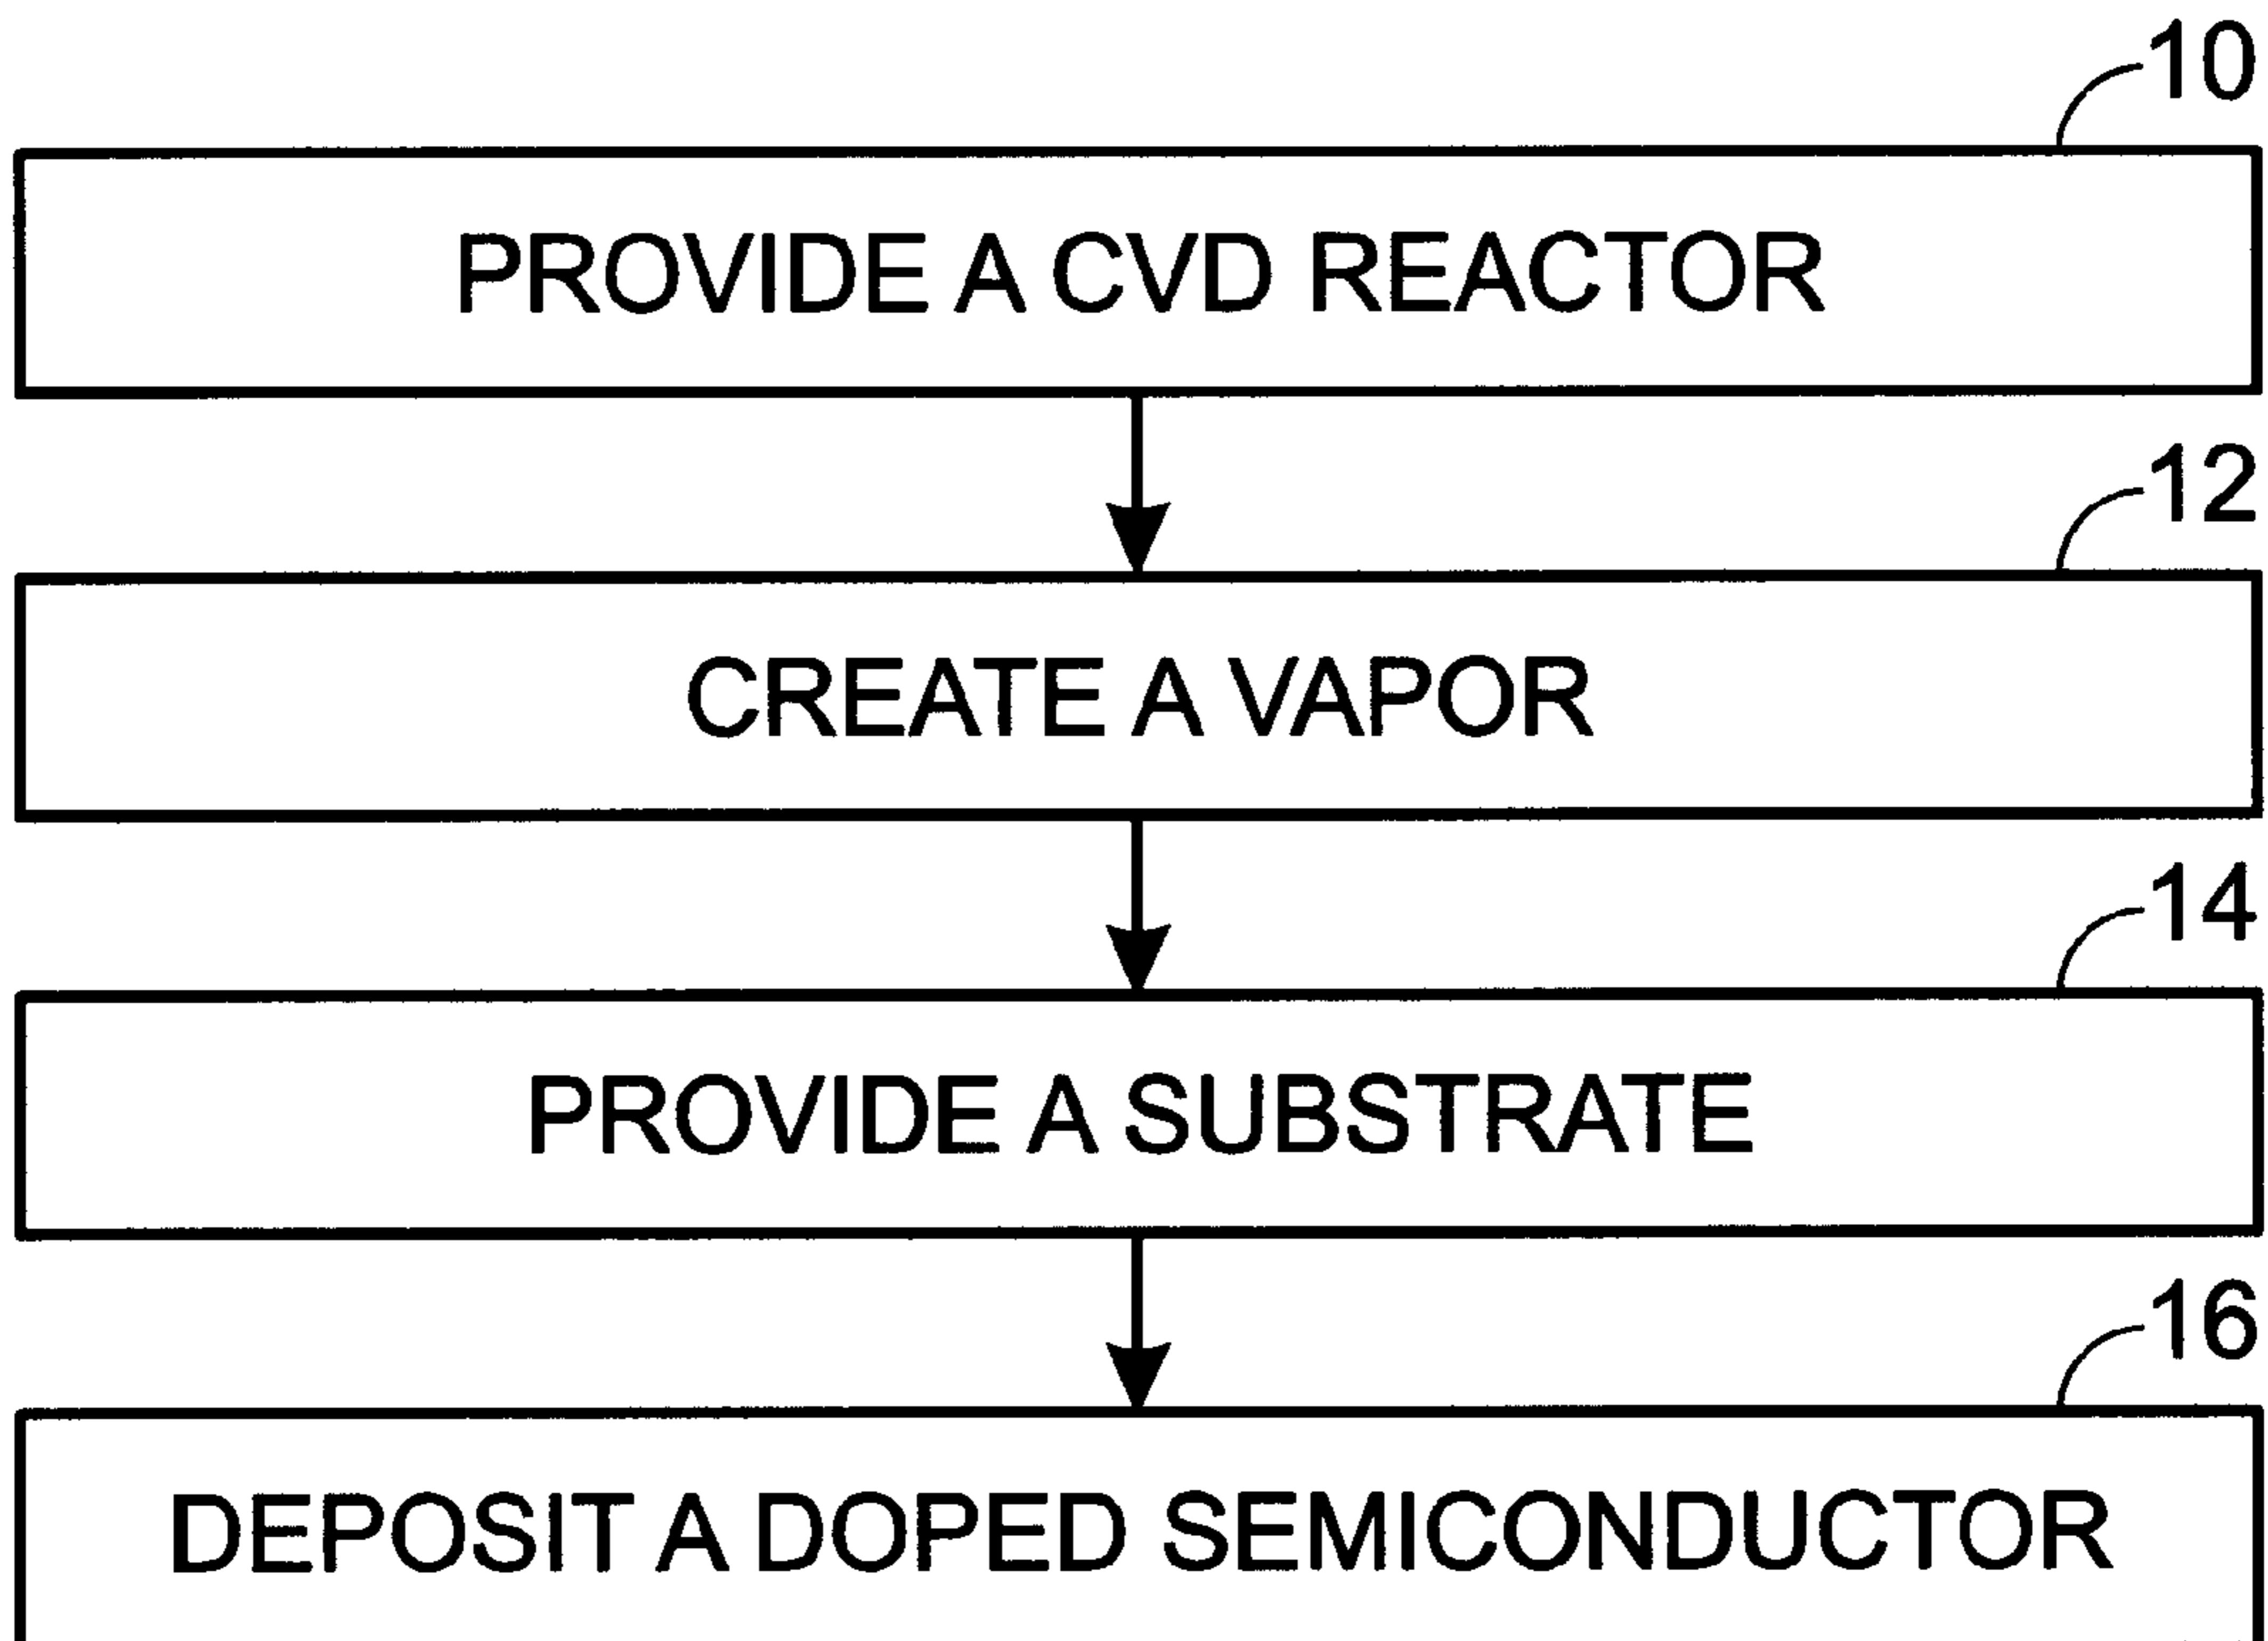 10
PROVIDE A CVD REACTOR
12
CREATE A VAPOR
14
PROVIDE A SUBSTRATE
16
DEPOSIT A DOPED SEMICONDUCTOR